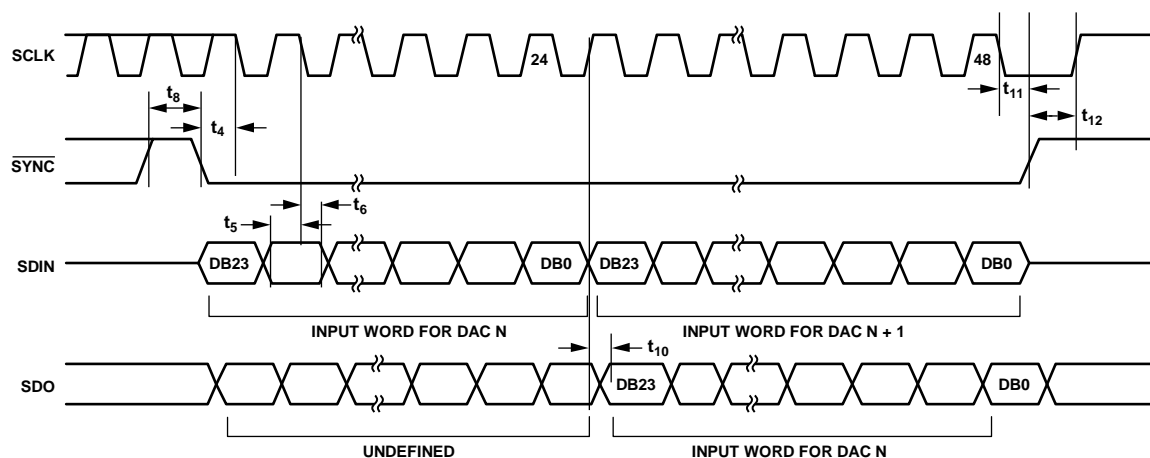 SCLK
24
48
t8
t4
t11
t12
SYNC
t5
t6
SDIN
DB23
DB0
DB23
DB0
INPUT WORD FOR DAC N
INPUT WORD FOR DAC N + 1
t10
SDO
DB23
DB0
UNDEFINED
INPUT WORD FOR DAC N